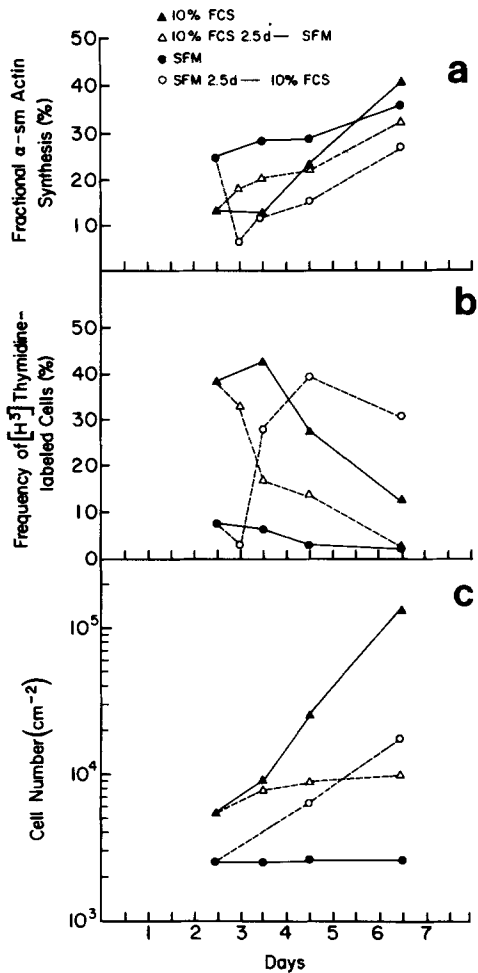 ▲ 10% FCS
△ 10% FCS 2.5d — SFM
● SFM
○ SFM 2.5d — 10% FCS
a
Fractional α-sm Actin
Synthesis (%)
50
40
30
20
10
b
Frequency of [H³] Thymidine-
labeled Cells (%)
50
40
30
20
10
0
c
Cell Number (cm⁻²)
10⁵
10⁴
10³
1 2 3 4 5 6 7
Days